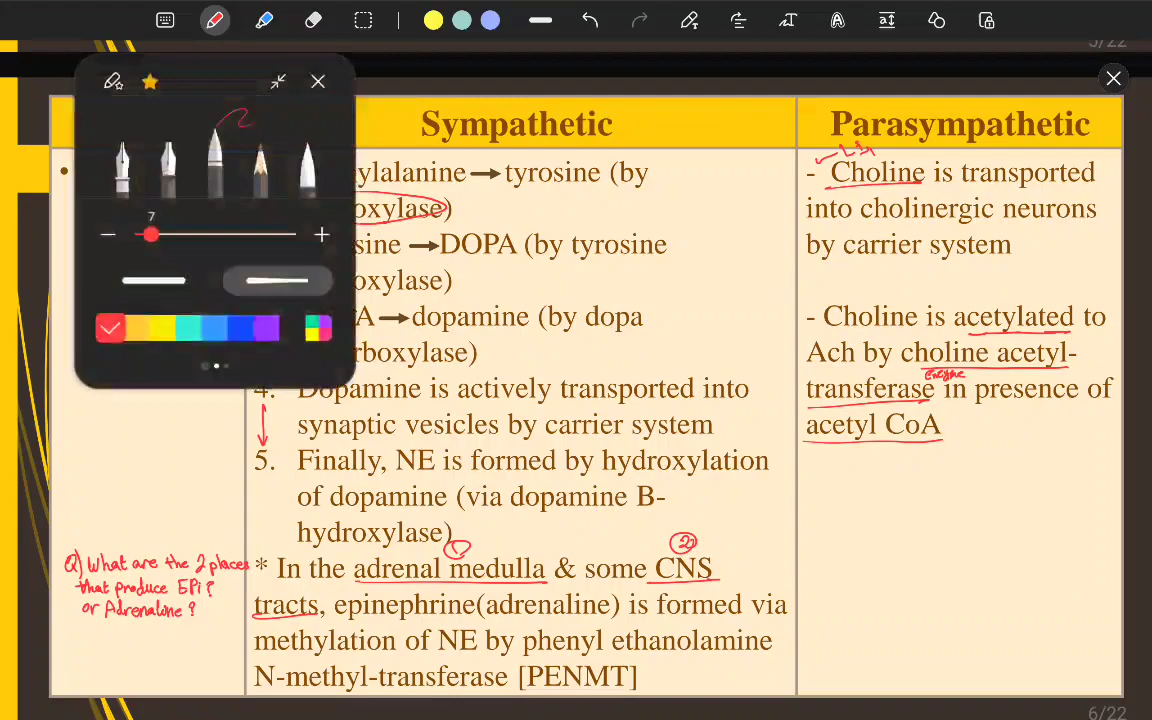 5/22
Sympathetic
Parasympathetic
ylalanine → tyrosine (by
oxylase)
sine → DOPA (by tyrosine
oxylase)
A → dopamine (by dopa
rboxylase)
4. Dopamine is actively transported into
synaptic vesicles by carrier system
5. Finally, NE is formed by hydroxylation
of dopamine (via dopamine B-
hydroxylase)
① ②
* In the adrenal medulla & some CNS
tracts, epinephrine(adrenaline) is formed via
methylation of NE by phenyl ethanolamine
N-methyl-transferase [PENMT]
Q) What are the 2 places
that produce EPi?
or Adrenaline?
- Choline is transported
into cholinergic neurons
by carrier system
- Choline is acetylated to
Ach by choline acetyl-
enzyme
transferase in presence of
acetyl CoA
7
6/22